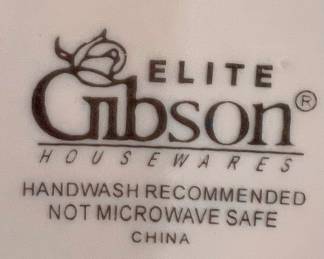 ELITE
Gibson®
HOUSEWARES
HANDWASH RECOMMENDED
NOT MICROWAVE SAFE
CHINA